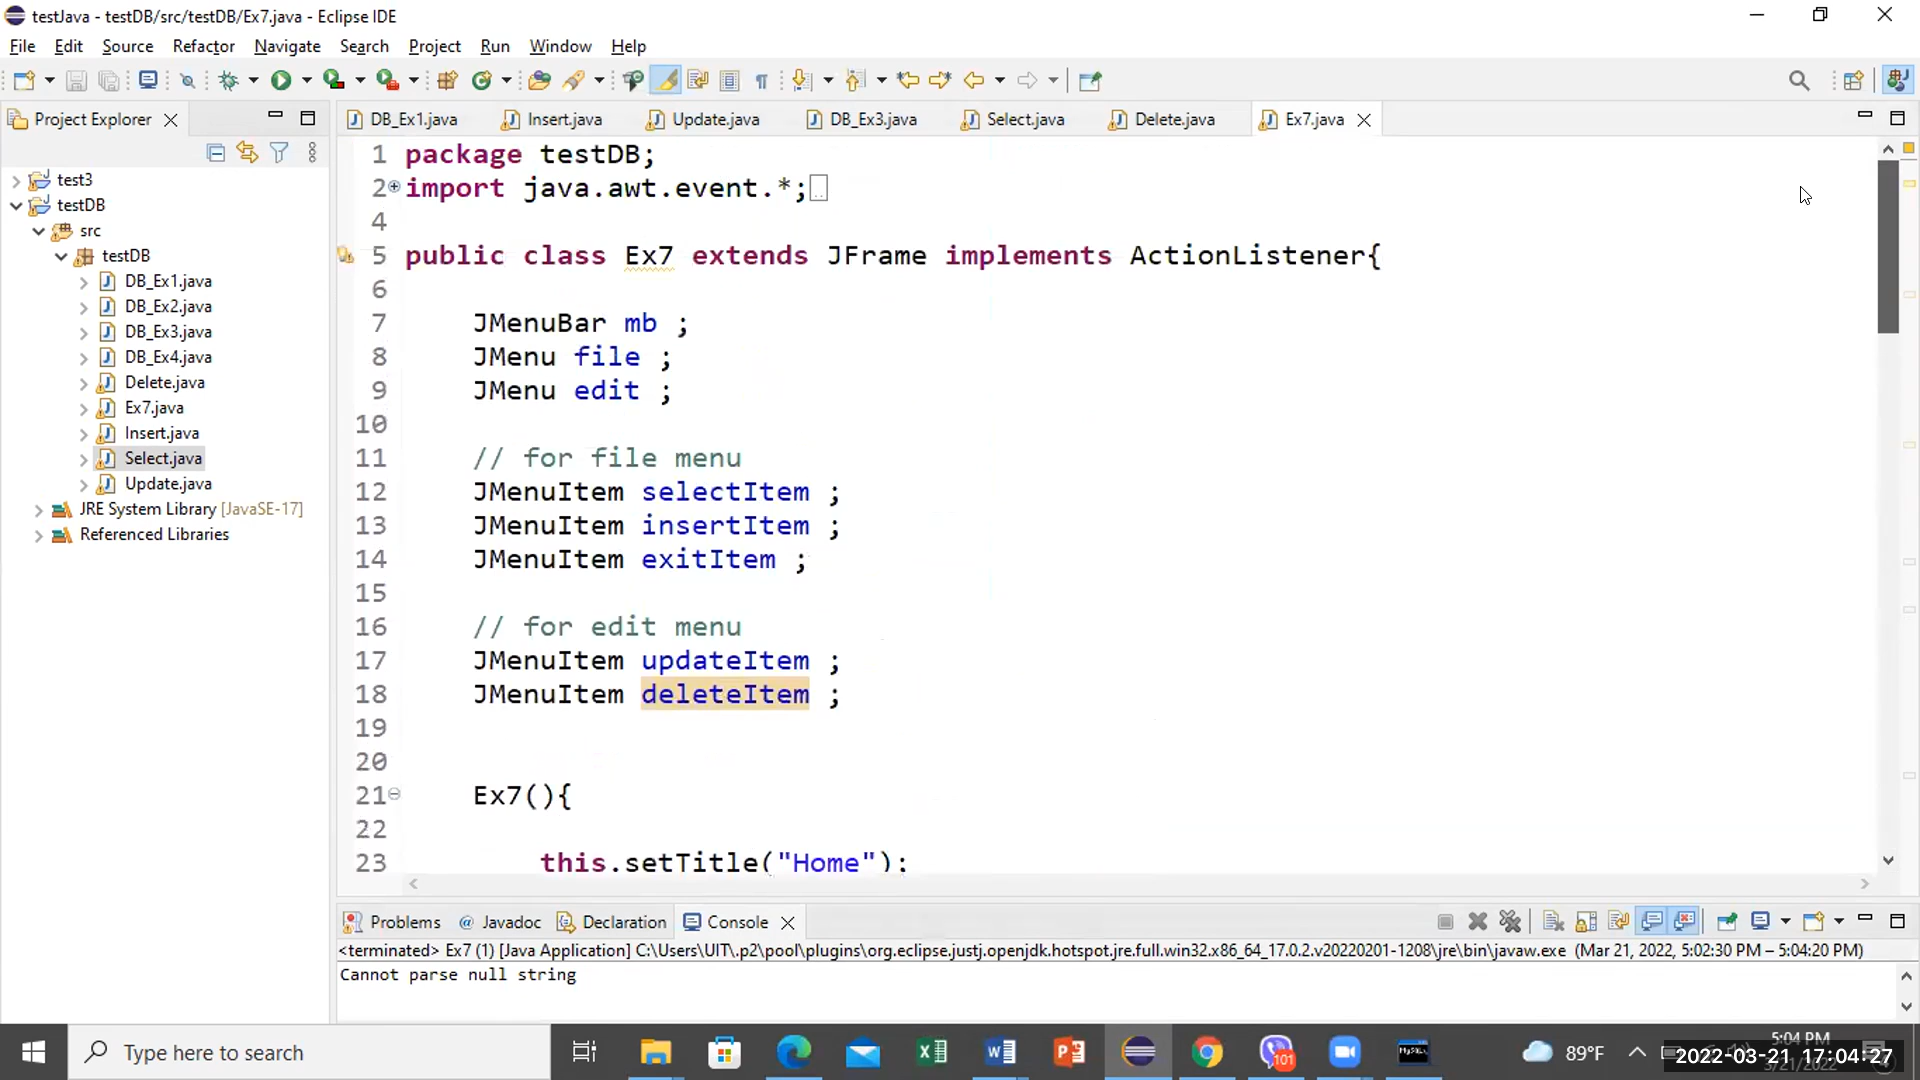 testJava - testDB/src/testDB/Ex7.java - Eclipse IDE
File Edit Source Refactor Navigate Search Project Run Window Help
Project Explorer
DB_Ex1.java Insert.java Update.java DB_Ex3.java Select.java Delete.java Ex7.java
test3
testDB
src
testDB
DB_Ex1.java
DB_Ex2.java
DB_Ex3.java
DB_Ex4.java
Delete.java
Ex7.java
Insert.java
Select.java
Update.java
JRE System Library [JavaSE-17]
Referenced Libraries
1 package testDB;
2 import java.awt.event.*;
4
5 public class Ex7 extends JFrame implements ActionListener{
6
7 JMenuBar mb ;
8 JMenu file ;
9 JMenu edit ;
10
11 // for file menu
12 JMenuItem selectItem ;
13 JMenuItem insertItem ;
14 JMenuItem exitItem ;
15
16 // for edit menu
17 JMenuItem updateItem ;
18 JMenuItem deleteItem ;
19
20
21 Ex7(){
22
23 this.setTitle("Home");
Problems @ Javadoc Declaration Console
<terminated> Ex7 (1) [Java Application] C:\Users\UIT\.p2\pool\plugins\org.eclipse.justj.openjdk.hotspot.jre.full.win32.x86_64_17.0.2.v20220201-1208\jre\bin\javaw.exe (Mar 21, 2022, 5:02:30 PM – 5:04:20 PM)
Cannot parse null string
Type here to search
101
89°F
5:04 PM
3/21/2022
2022-03-21 17:04:27